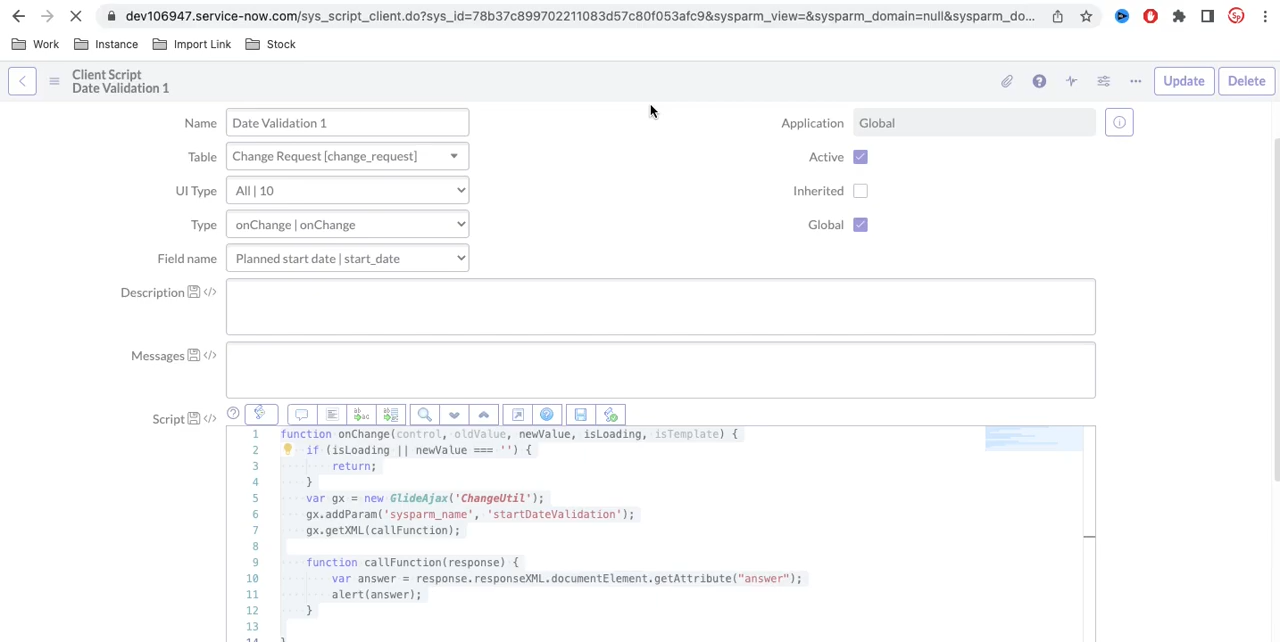 dev106947.service-now.com/sys_script_client.do?sys_id=78b37c899702211083d57c80f053afc9&sysparm_view=&sysparm_domain=null&sysparm_do...
Sp
Work Instance Import Link Stock
Client Script
Date Validation 1
Update Delete
Name Date Validation 1 Application Global
Table Change Request [change_request] Active
UI Type All | 10 Inherited
Type onChange | onChange Global
Field name Planned start date | start_date
Description
Messages
Script
1 function onChange(control, oldValue, newValue, isLoading, isTemplate) {
2 if (isLoading || newValue === '') {
3 return;
4 }
5 var gx = new GlideAjax('ChangeUtil');
6 gx.addParam('sysparm_name', 'startDateValidation');
7 gx.getXML(callFunction);
8
9 function callFunction(response) {
10 var answer = response.responseXML.documentElement.getAttribute("answer");
11 alert(answer);
12 }
13
14 }